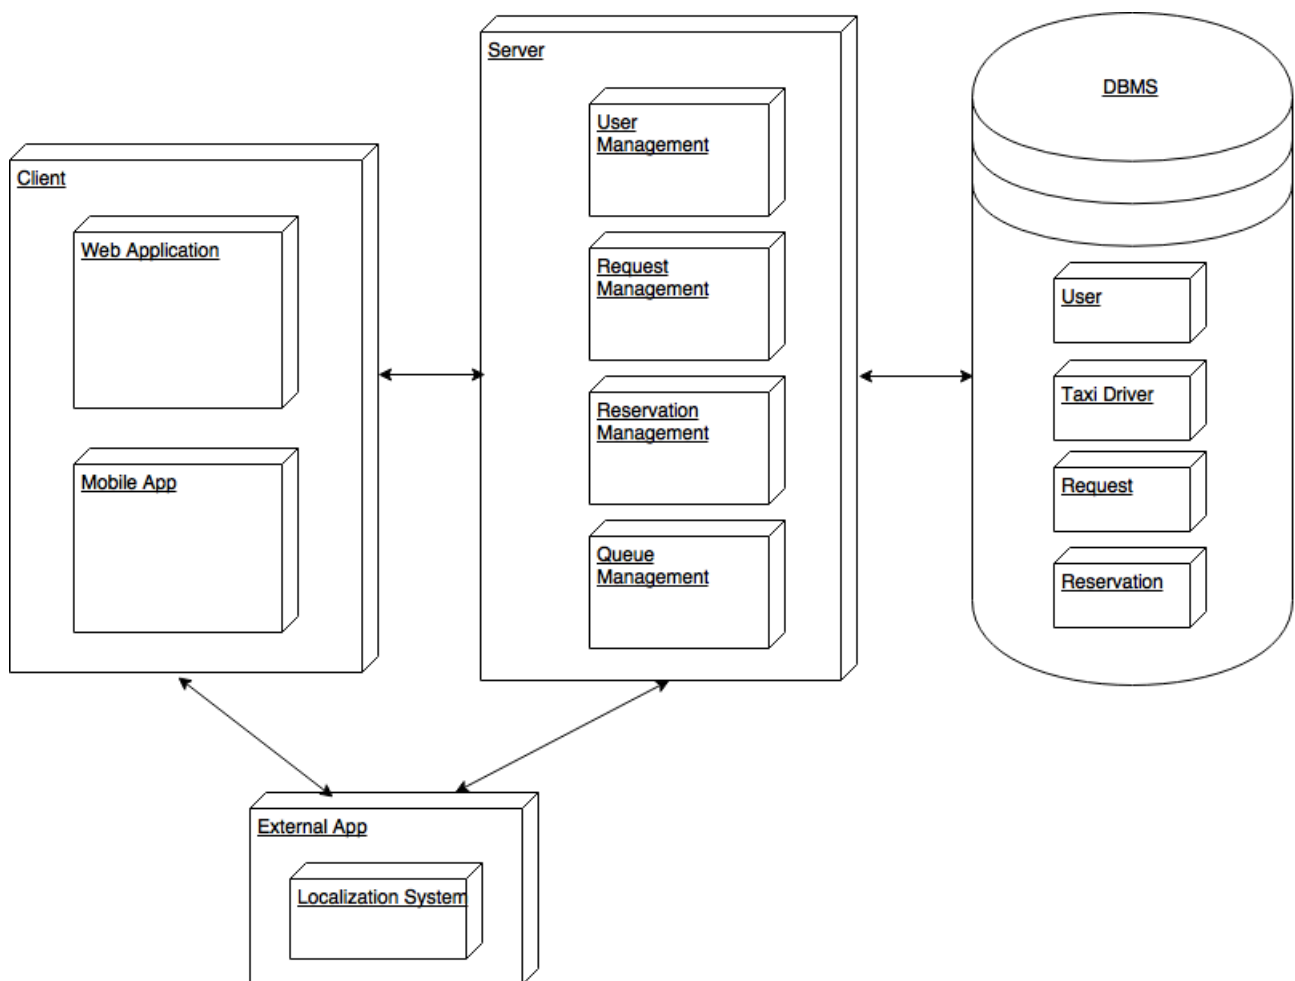 Client
Web Application
Mobile App
Server
User
Management
Request
Management
Reservation
Management
Queue
Management
DBMS
User
Taxi Driver
Request
Reservation
External App
Localization System